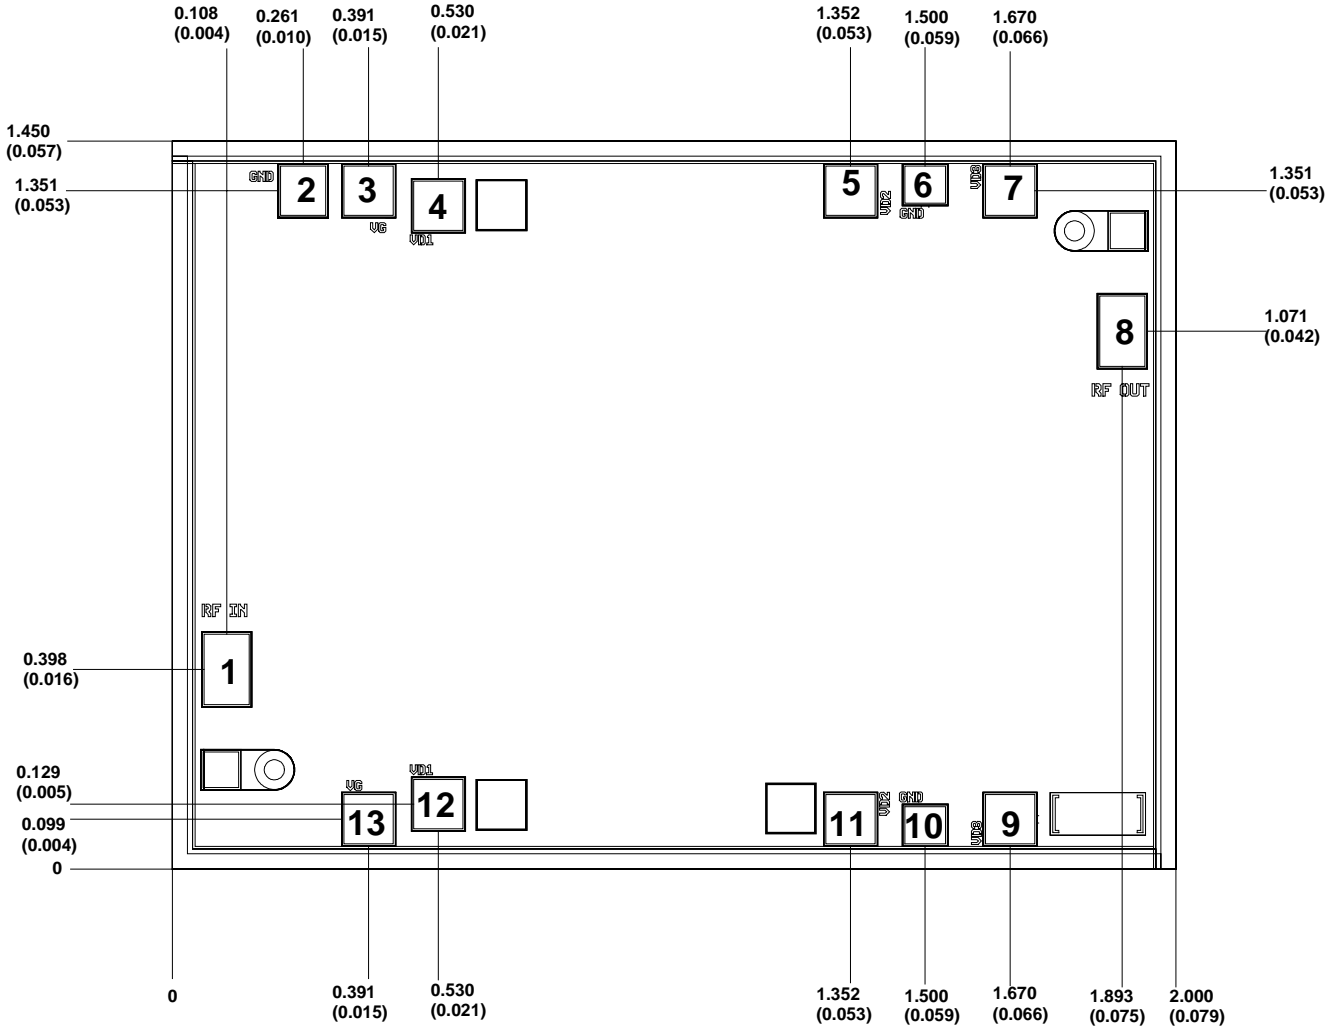 0.108 0.261 0.391 0.530 1.352 1.500 1.670
(0.004) (0.010) (0.015) (0.021) (0.053) (0.059) (0.066)
1.450
(0.057)
1.351
(0.053)
GND 2 3 4 5 6 7
VG
VD1
VD2
GND
VD3
1.351
(0.053)
8
1.071
(0.042)
RF OUT
RF IN
0.398
(0.016)
1
0.129
(0.005)
0.099
(0.004)
0
VG
VD1
VD2
GND
VD3
13 12 11 10 9
0 0.391 0.530 1.352 1.500 1.670 1.893 2.000
(0.015) (0.021) (0.053) (0.059) (0.066) (0.075) (0.079)